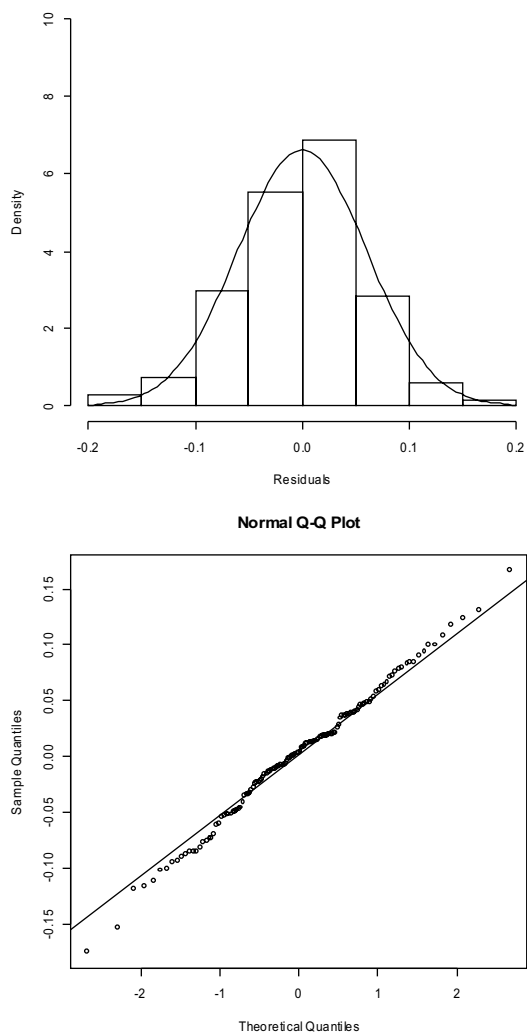 10
8
6
4
2
0
Density
-0.2 -0.1 0.0 0.1 0.2
Residuals
Normal Q-Q Plot
0.15
0.10
0.05
0.00
-0.05
-0.10
-0.15
Sample Quantiles
-2 -1 0 1 2
Theoretical Quantiles